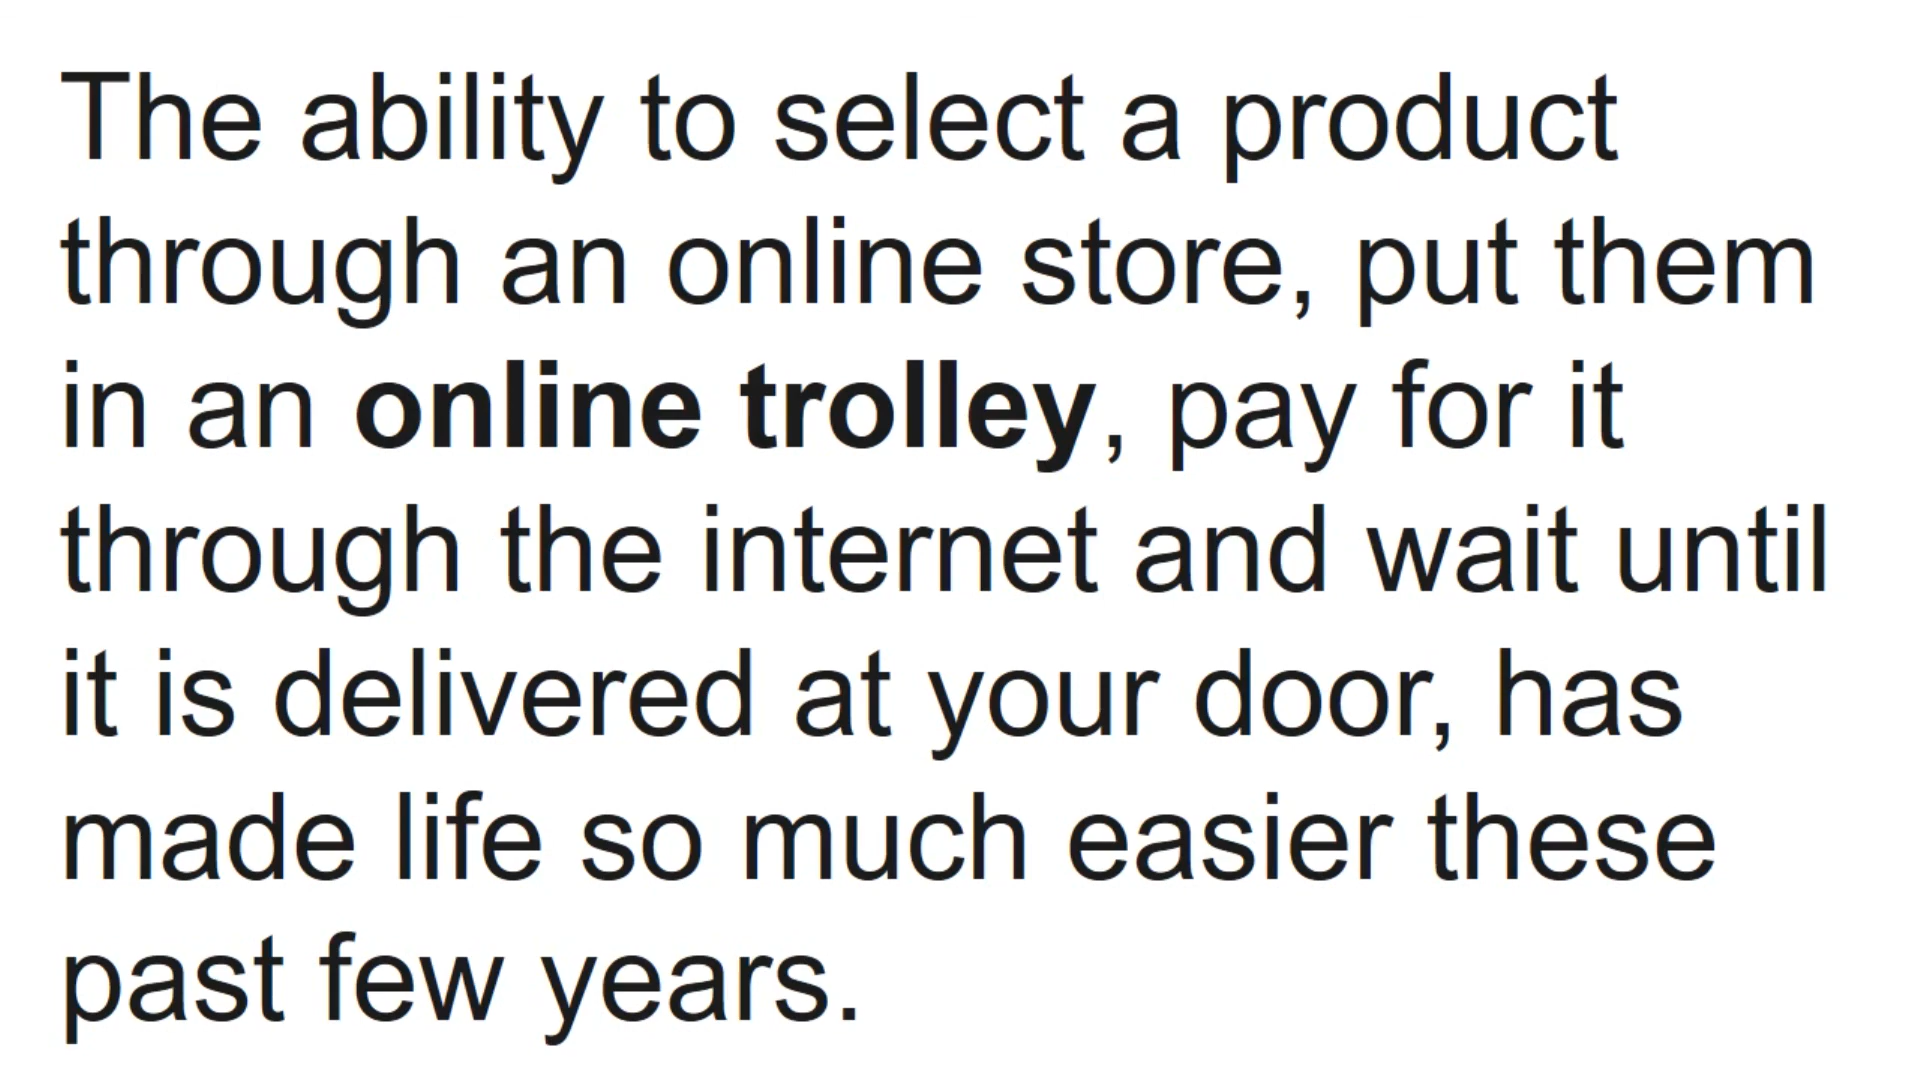 The ability to select a product
through an online store, put them
in an online trolley, pay for it
through the internet and wait until
it is delivered at your door, has
made life so much easier these
past few years.